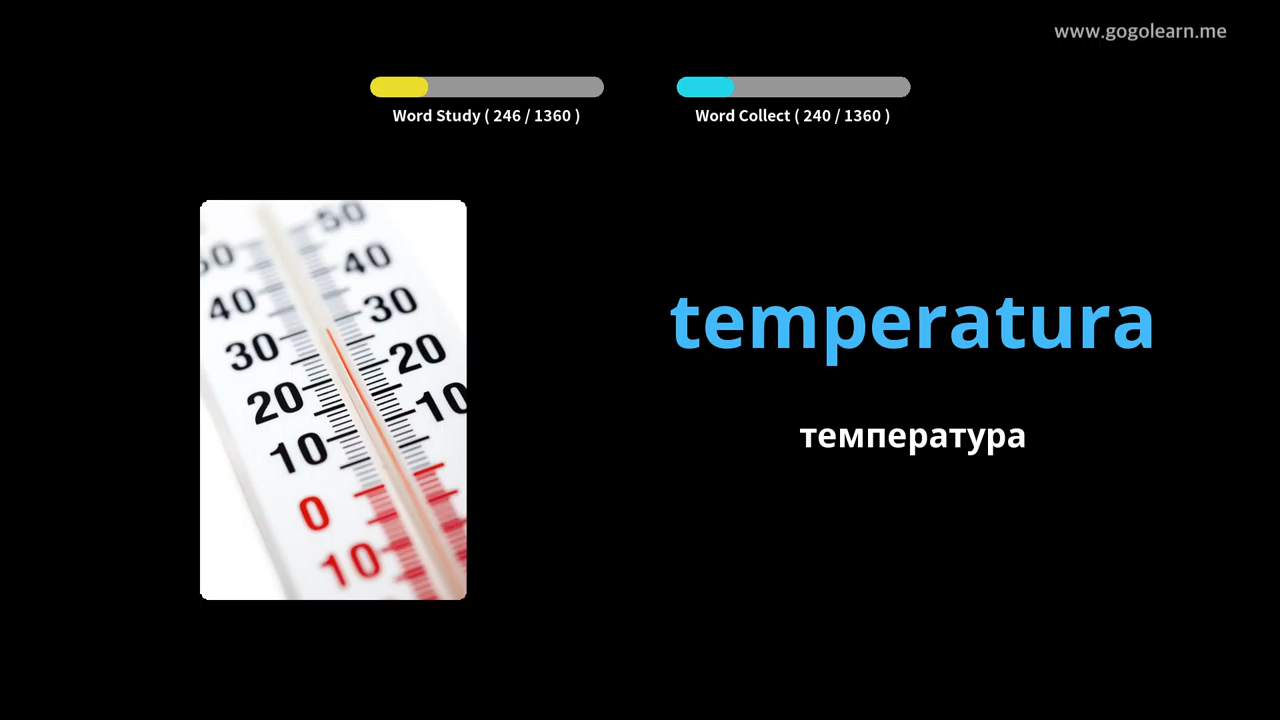 www.gogolearn.me
Word Study ( 246 / 1360 )
Word Collect ( 240 / 1360 )
50
50
40
40
30
30
20
20
10
10
0
10
temperatura
температура